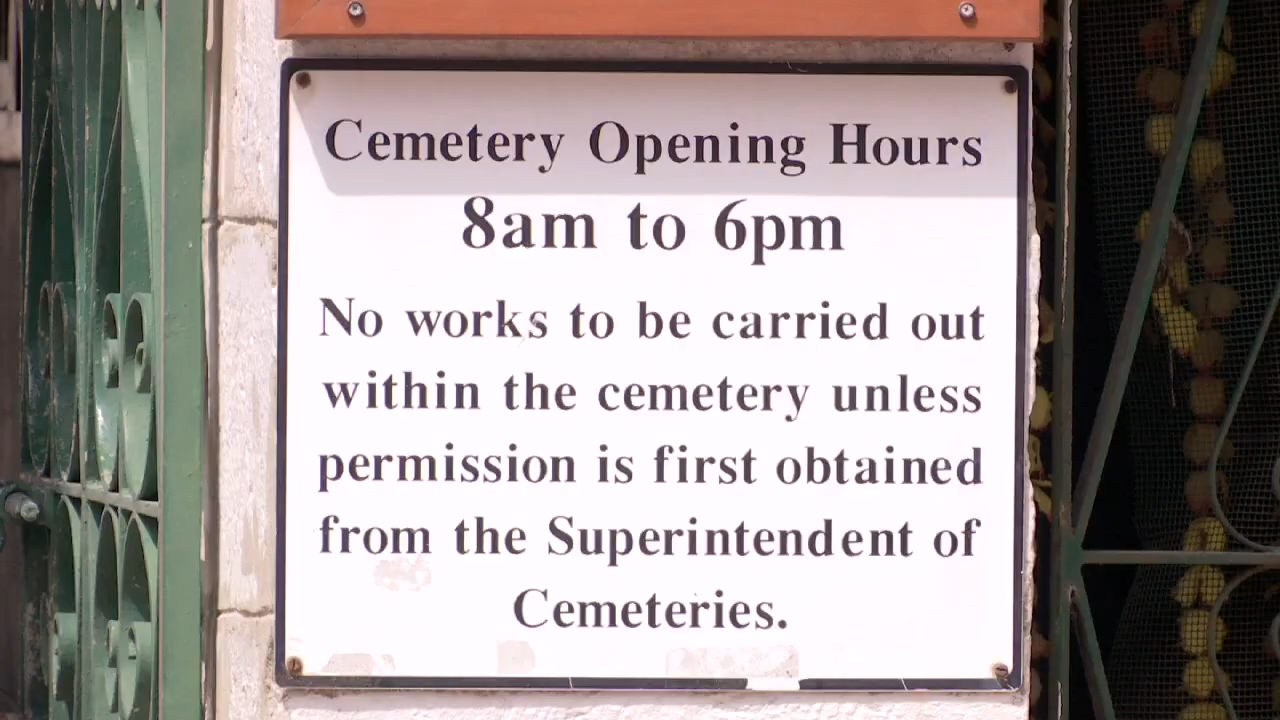 Cemetery Opening Hours
8am to 6pm
No works to be carried out
within the cemetery unless
permission is first obtained
from the Superintendent of
Cemeteries.